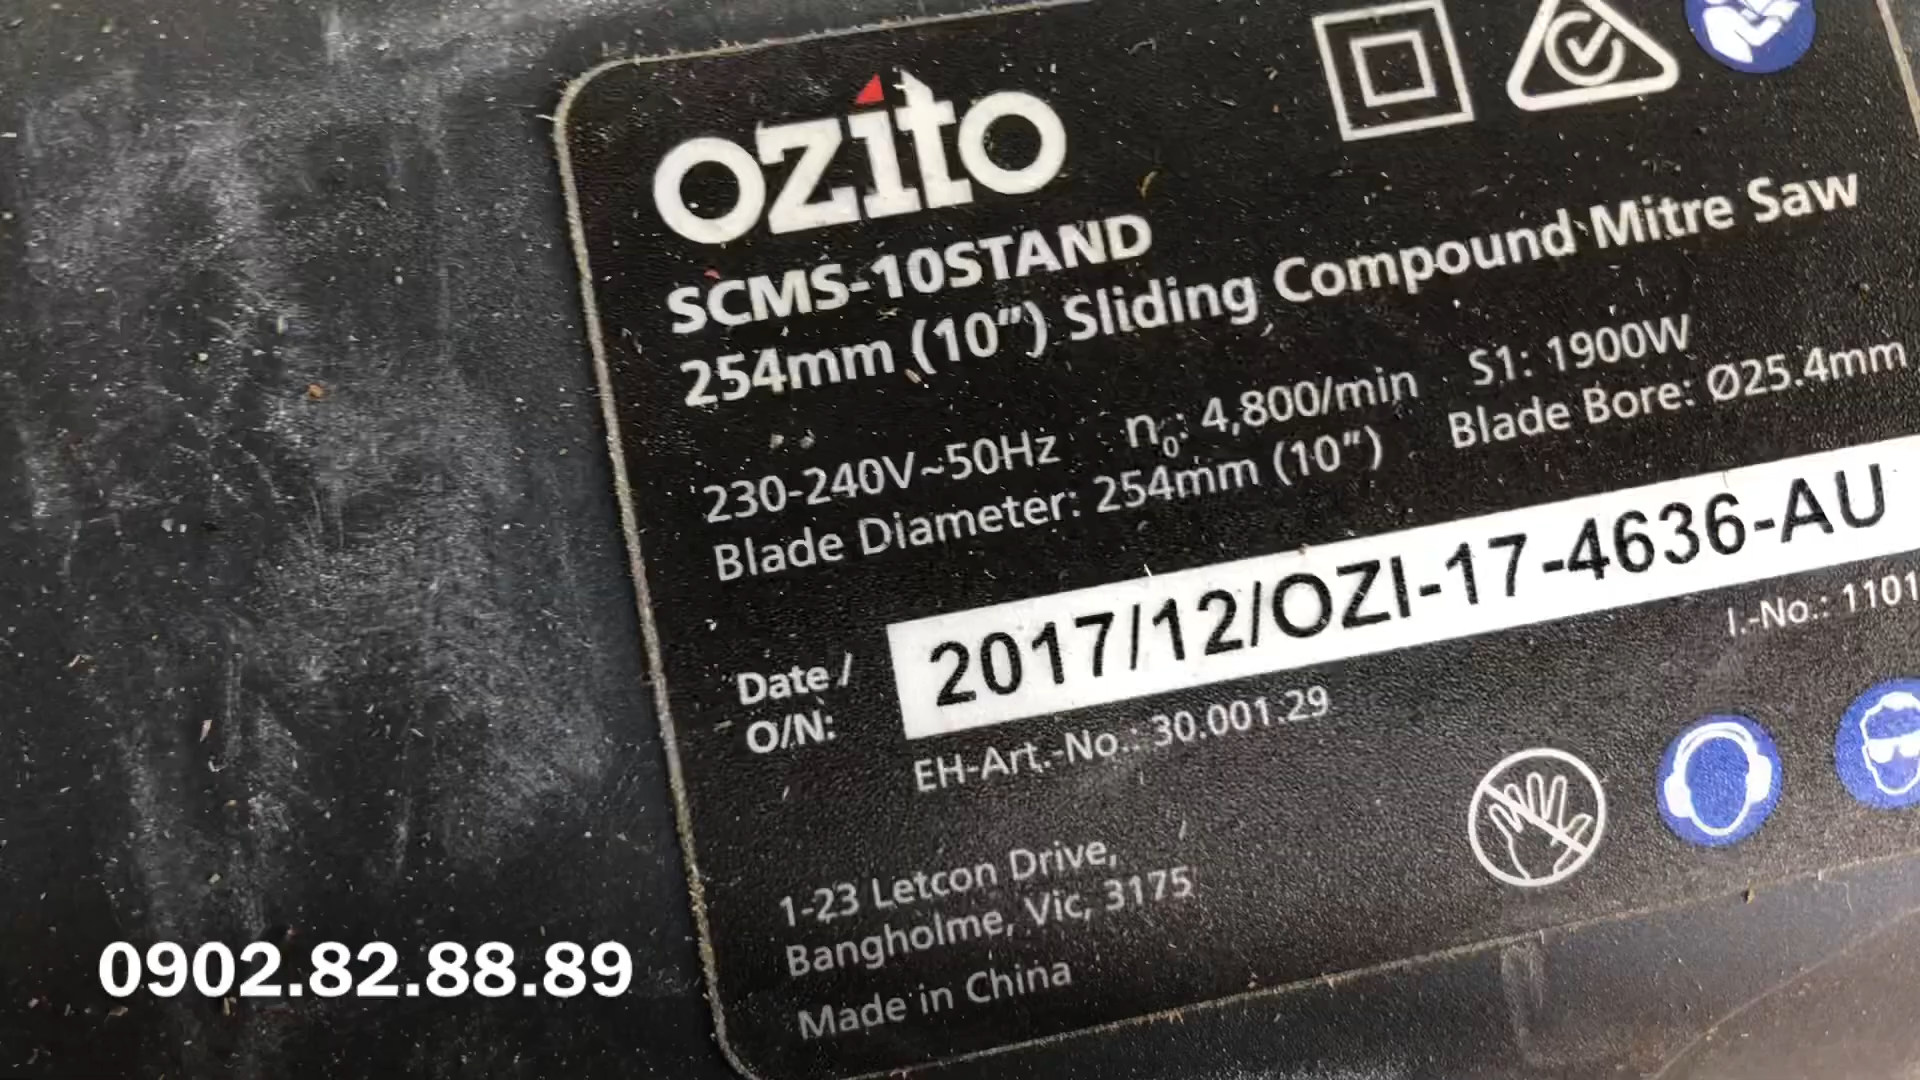 ozito
SCMS-10STAND
254mm (10") Sliding Compound Mitre Saw
230-240V~50Hz n₀: 4,800/min S1: 1900W
Blade Diameter: 254mm (10") Blade Bore: Ø25.4mm
Date / O/N: 2017/12/OZI-17-4636-AU
EH-Art.-No.: 30.001.29 I.-No.: 1101
1-23 Letcon Drive,
Bangholme, Vic, 3175
Made in China
0902.82.88.89